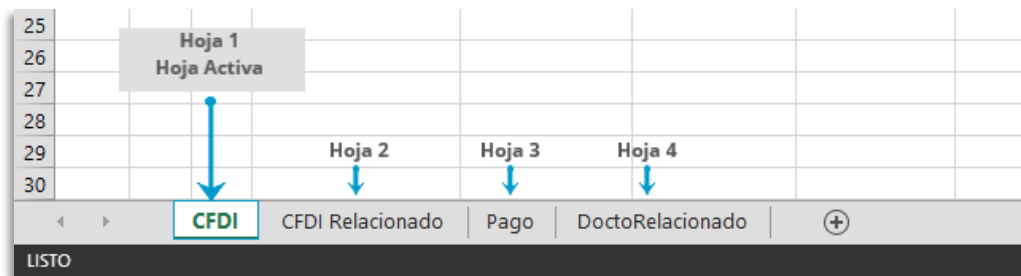 25
Hoja 1
26
Hoja Activa
27
28
29
Hoja 2 Hoja 3 Hoja 4
30
CFDI CFDI Relacionado Pago DoctoRelacionado
LISTO